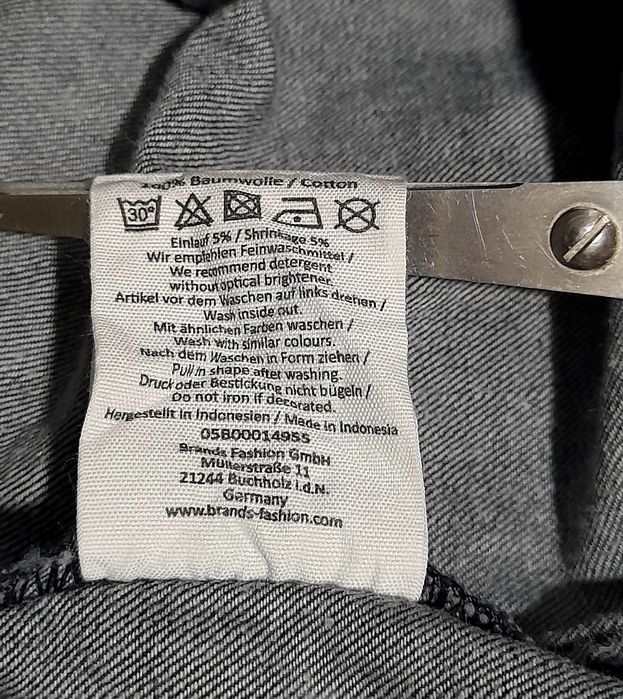 100% Baumwolle / Cotton
30°
Einlauf 5% / Shrinkage 5%
Wir empfehlen Feinwaschmittel /
We recommend detergent
without optical brightener.
Artikel vor dem Waschen auf links drehen /
Wash inside out.
Mit ähnlichen Farben waschen /
Wash with similar colours.
Nach dem Waschen in Form ziehen /
Pull in shape after washing.
Druck oder Bestickung nicht bügeln /
Do not iron if decorated.
Hergestellt in Indonesien / Made in Indonesia
05B00014955
Brands Fashion GmbH
Müllerstraße 11
21244 Buchholz i.d.N.
Germany
www.brands-fashion.com